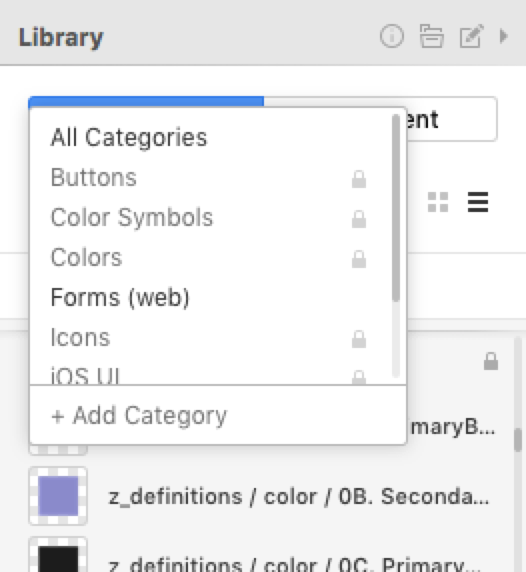 Library
ent
All Categories
Buttons
Color Symbols
Colors
Forms (web)
Icons
iOS UI
+ Add Category
maryB...
z_definitions / color / 0B. Seconda...
z_definitions / color / 0C. Primary...